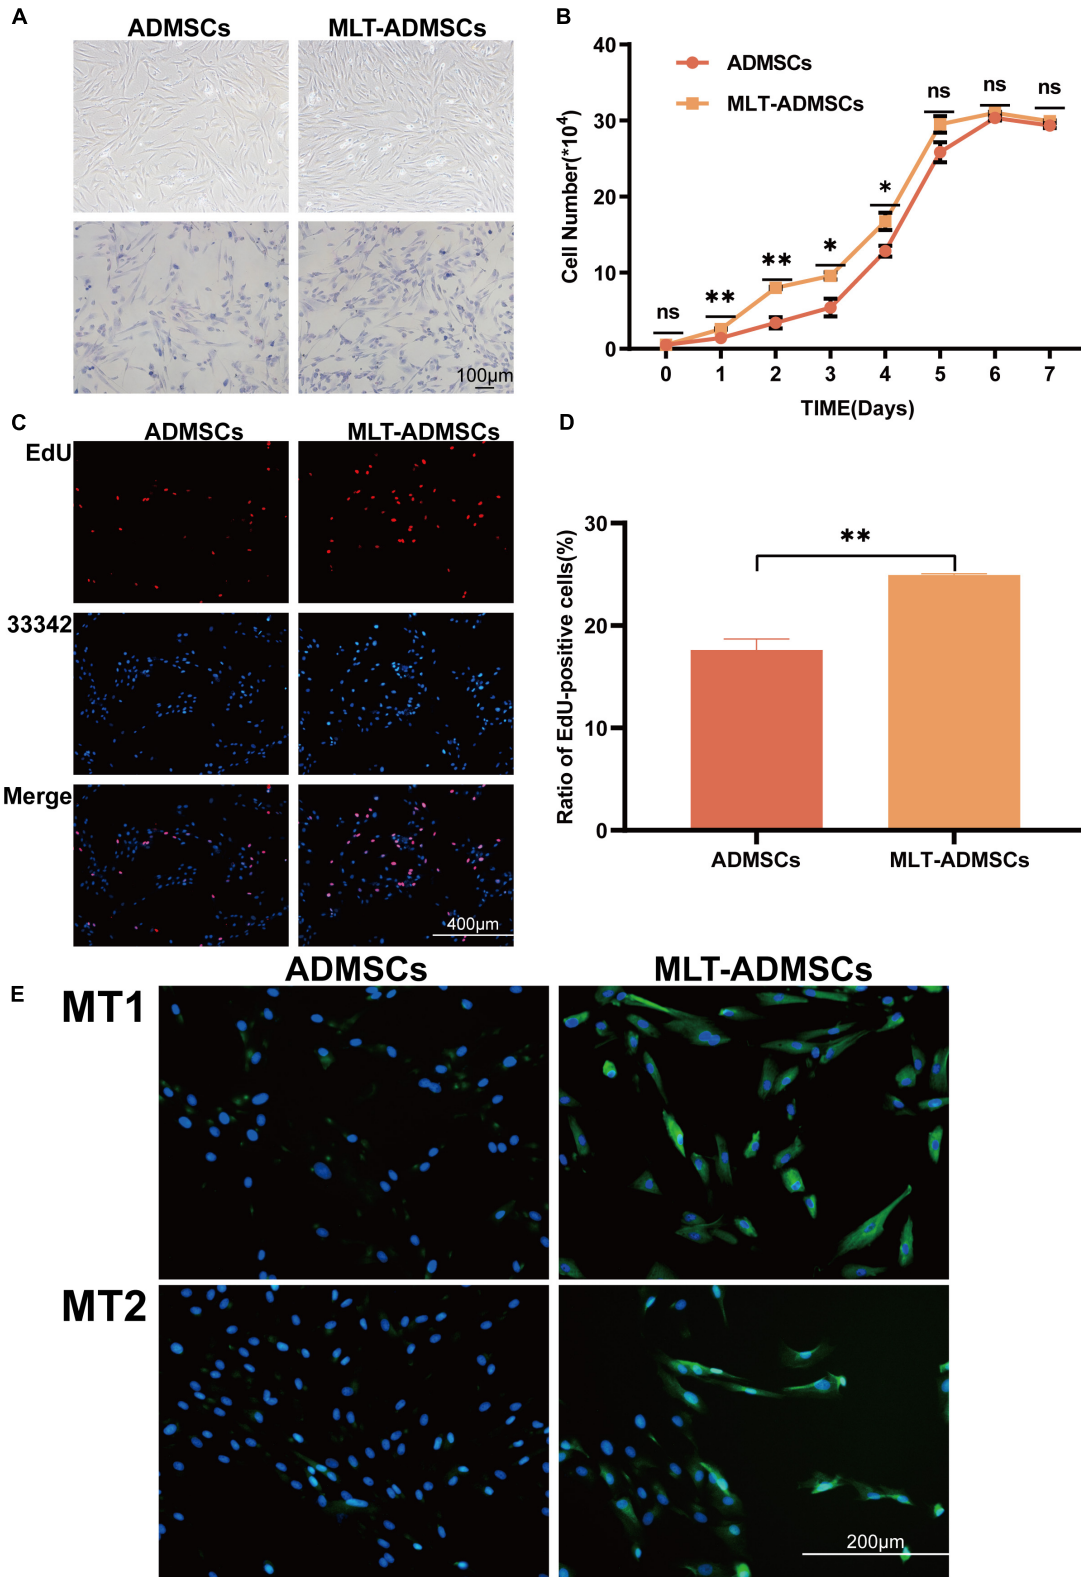 A
ADMSCs
MLT-ADMSCs
100μm
B
Cell Number(*10⁴)
40
30
20
10
0
ADMSCs
MLT-ADMSCs
ns
**
**
*
*
ns
ns
ns
0 1 2 3 4 5 6 7
TIME(Days)
C
ADMSCs
MLT-ADMSCs
EdU
33342
Merge
400μm
D
Ratio of EdU-positive cells(%)
30
20
10
0
**
ADMSCs
MLT-ADMSCs
E
ADMSCs
MLT-ADMSCs
MT1
MT2
200μm